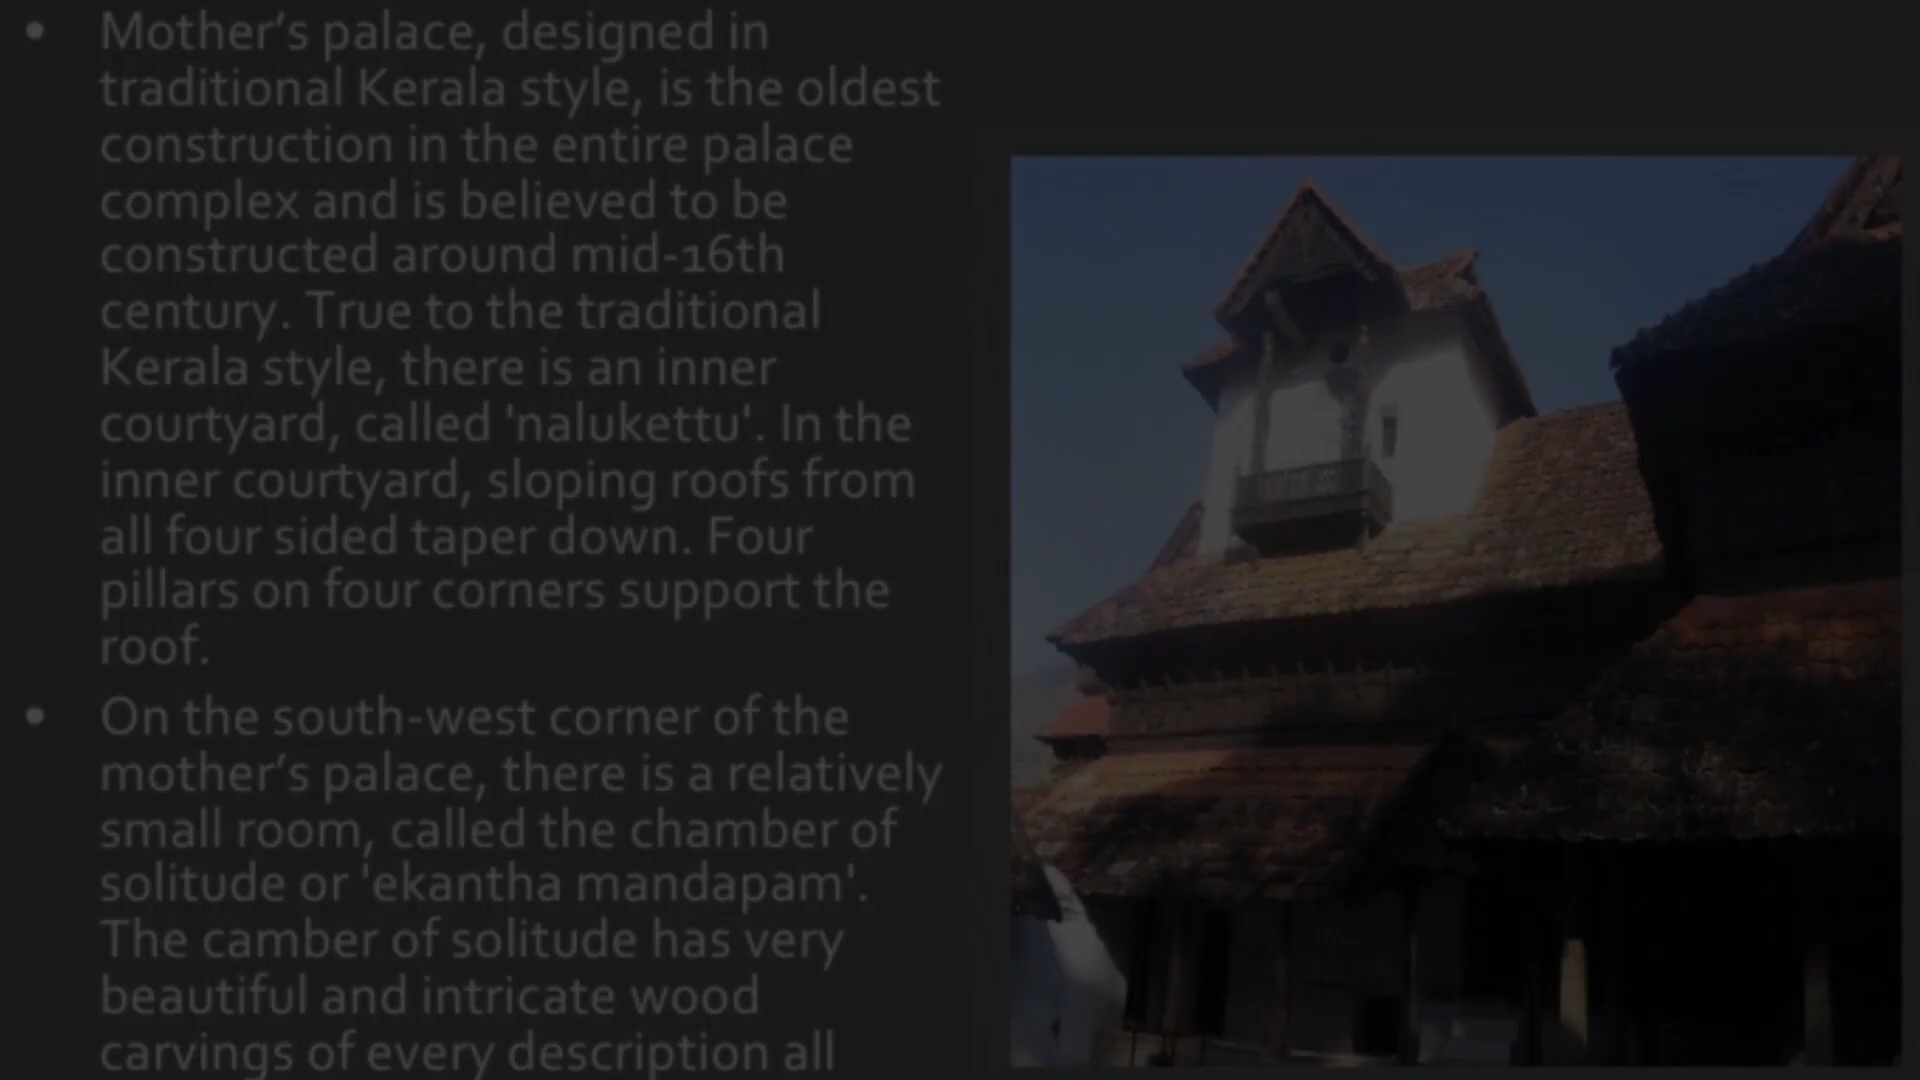 • Mother’s palace, designed in
traditional Kerala style, is the oldest
construction in the entire palace
complex and is believed to be
constructed around mid-16th
century. True to the traditional
Kerala style, there is an inner
courtyard, called 'nalukettu'. In the
inner courtyard, sloping roofs from
all four sided taper down. Four
pillars on four corners support the
roof.
• On the south-west corner of the
mother’s palace, there is a relatively
small room, called the chamber of
solitude or 'ekantha mandapam'.
The camber of solitude has very
beautiful and intricate wood
carvings of every description all